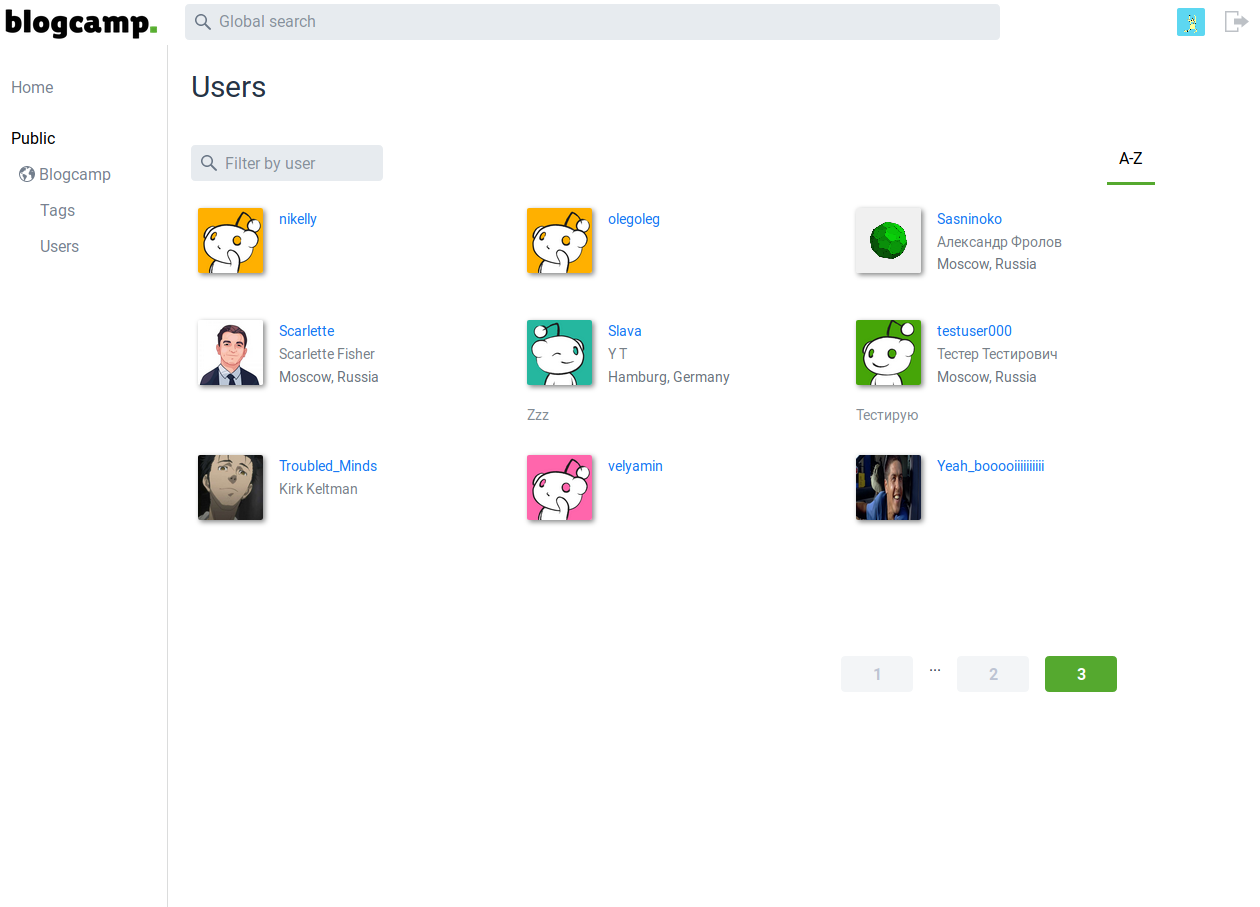 blogcamp.
Global search
Home
Public
Blogcamp
Tags
Users
Users
Filter by user
A-Z
nikelly
olegoleg
Sasninoko
Александр Фролов
Moscow, Russia
Scarlette
Scarlette Fisher
Moscow, Russia
Slava
Y T
Hamburg, Germany
Zzz
testuser000
Тестер Тестирович
Moscow, Russia
Тестирую
Troubled_Minds
Kirk Keltman
velyamin
Yeah_booooiiiiiiiiii
1 ... 2 3